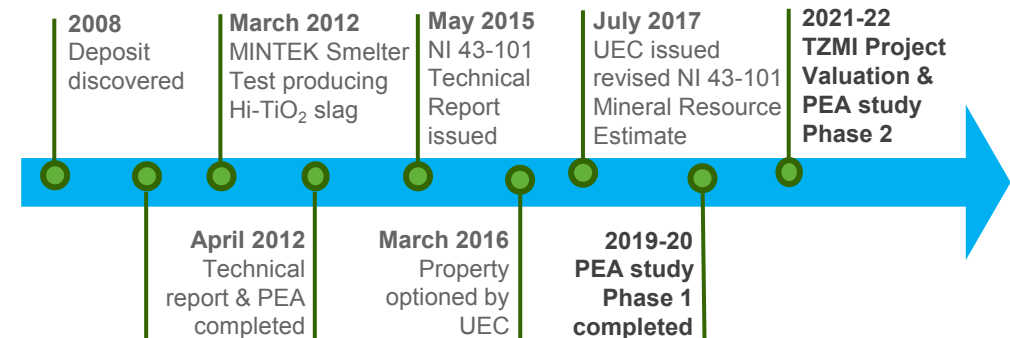 2008
Deposit
discovered
March 2012
MINTEK Smelter
Test producing
Hi-TiO₂ slag
May 2015
NI 43-101
Technical
Report
issued
July 2017
UEC issued
revised NI 43-101
Mineral Resource
Estimate
2021-22
TZMI Project
Valuation &
PEA study
Phase 2
April 2012
Technical
report & PEA
completed
March 2016
Property
optioned by
UEC
2019-20
PEA study
Phase 1
completed